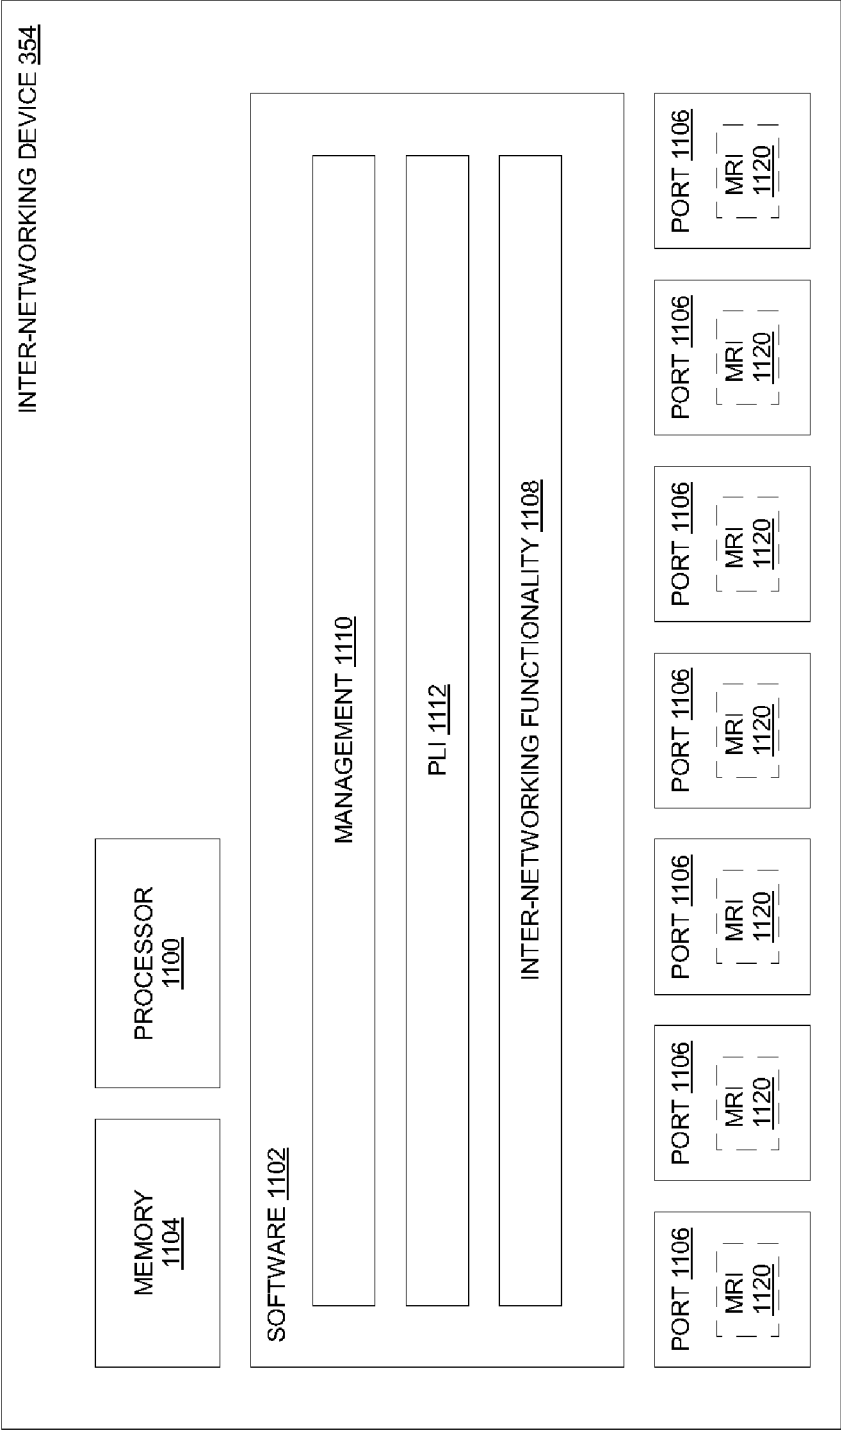 INTER-NETWORKING DEVICE 354
MEMORY
1104
PROCESSOR
1100
SOFTWARE 1102
MANAGEMENT 1110
PLI 1112
INTER-NETWORKING FUNCTIONALITY 1108
PORT 1106
MRI
1120
PORT 1106
MRI
1120
PORT 1106
MRI
1120
PORT 1106
MRI
1120
PORT 1106
MRI
1120
PORT 1106
MRI
1120
PORT 1106
MRI
1120